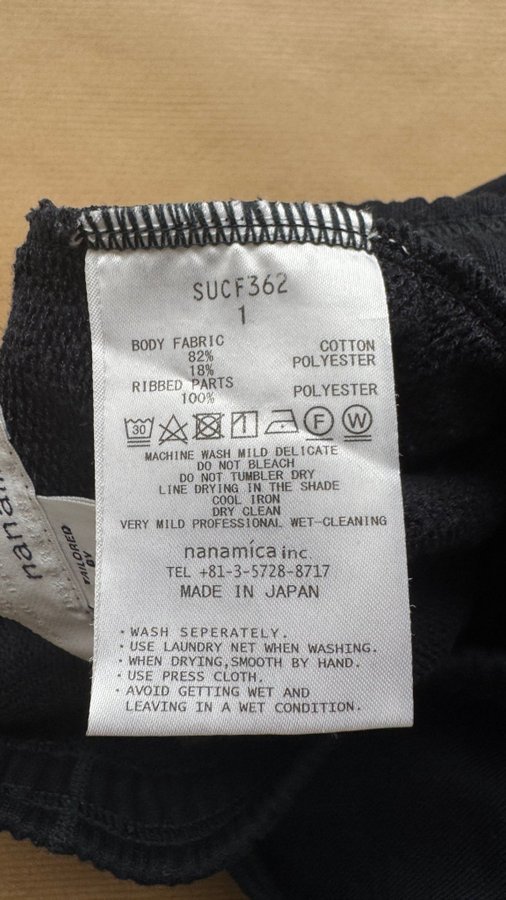 SUCF362
1
BODY FABRIC
82% COTTON
18% POLYESTER
RIBBED PARTS
100% POLYESTER
30 F W
MACHINE WASH MILD DELICATE
DO NOT BLEACH
DO NOT TUMBLER DRY
LINE DRYING IN THE SHADE
COOL IRON
DRY CLEAN
VERY MILD PROFESSIONAL WET-CLEANING
nanamica inc.
TEL +81-3-5728-8717
MADE IN JAPAN
・WASH SEPERATELY.
・USE LAUNDRY NET WHEN WASHING.
・WHEN DRYING,SMOOTH BY HAND.
・USE PRESS CLOTH.
・AVOID GETTING WET AND
LEAVING IN A WET CONDITION.
TAILORED
BY